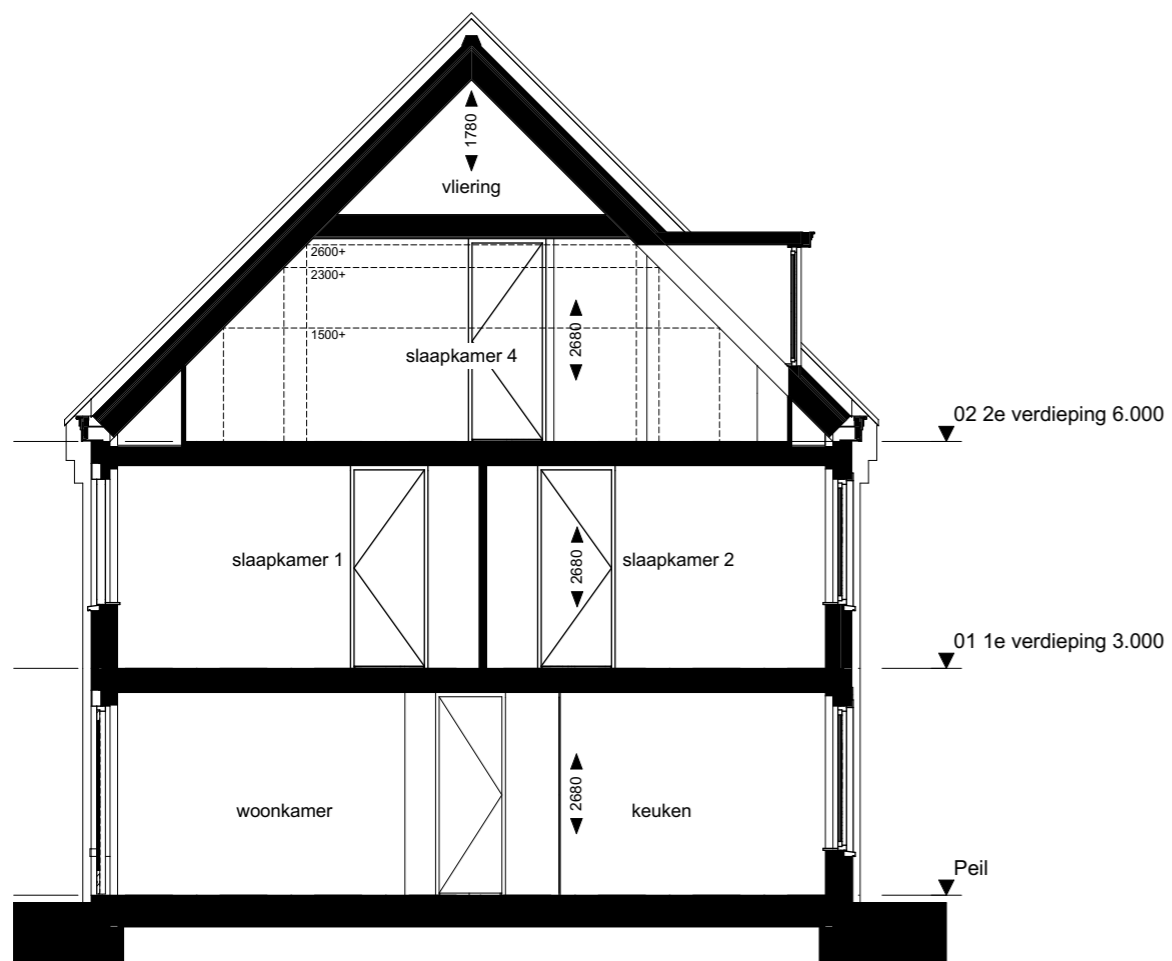 1780
vliering
2600+
2300+
1500+
slaapkamer 4
2680
02 2e verdieping 6.000
slaapkamer 1
2680
slaapkamer 2
01 1e verdieping 3.000
woonkamer
2680
keuken
Peil